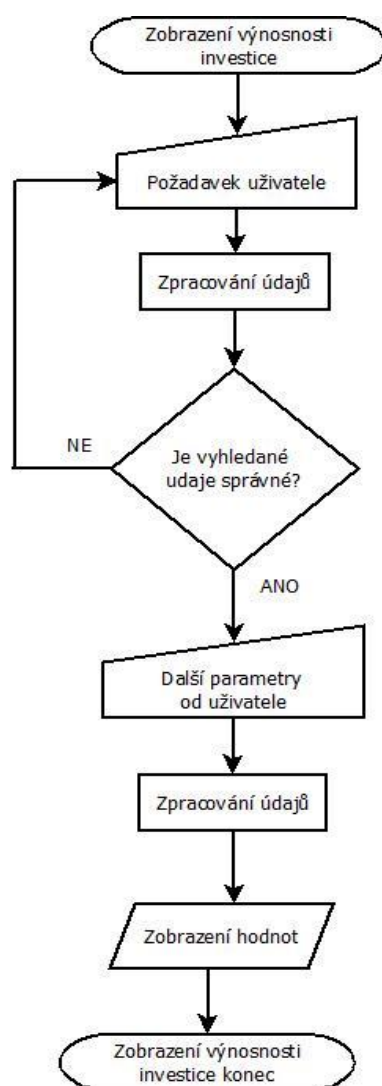 Zobrazení výnosnosti
investice
Požadavek uživatele
Zpracování údajů
NE
Je vyhledané
udaje správné?
ANO
Další parametry
od uživatele
Zpracování údajů
Zobrazení hodnot
Zobrazení výnosnosti
investice konec